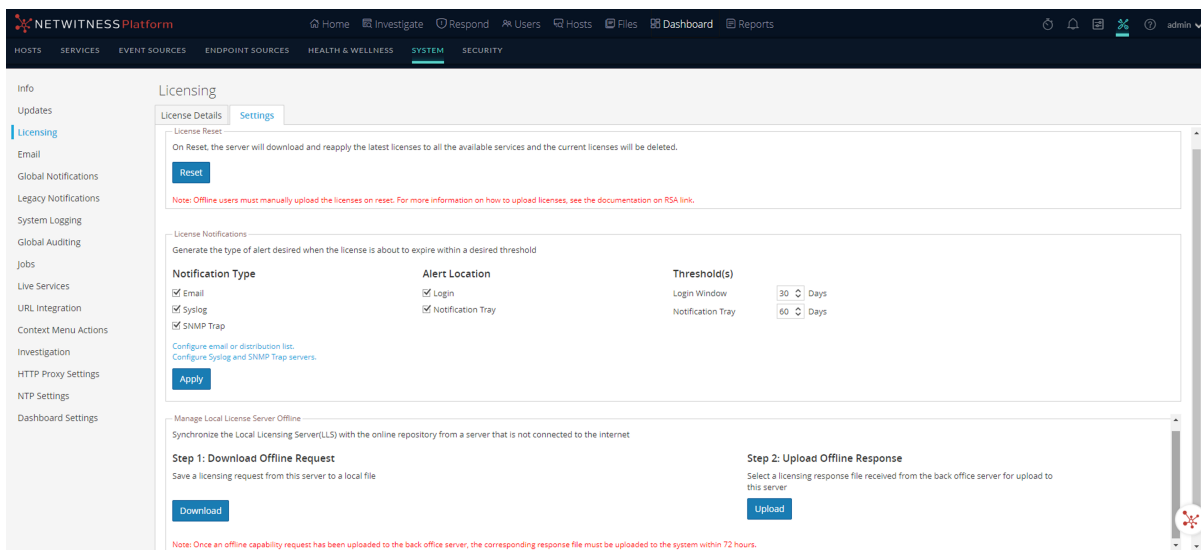 NETWITNESS Platform
Home Investigate Respond Users Hosts Files Dashboard Reports
admin
HOSTS SERVICES EVENT SOURCES ENDPOINT SOURCES HEALTH & WELLNESS SYSTEM SECURITY
Info
Updates
Licensing
Email
Global Notifications
Legacy Notifications
System Logging
Global Auditing
Jobs
Live Services
URL Integration
Context Menu Actions
Investigation
HTTP Proxy Settings
NTP Settings
Dashboard Settings
Licensing
License Details Settings
License Reset
On Reset, the server will download and reapply the latest licenses to all the available services and the current licenses will be deleted.
Reset
Note: Offline users must manually upload the licenses on reset. For more information on how to upload licenses, see the documentation on RSA link.
License Notifications
Generate the type of alert desired when the license is about to expire within a desired threshold
Notification Type Alert Location Threshold(s)
Email Login Login Window 30 Days
Syslog Notification Tray Notification Tray 60 Days
SNMP Trap
Configure email or distribution list.
Configure Syslog and SNMP Trap servers.
Apply
Manage Local License Server Offline
Synchronize the Local Licensing Server(LLS) with the online repository from a server that is not connected to the internet
Step 1: Download Offline Request
Save a licensing request from this server to a local file
Download
Step 2: Upload Offline Response
Select a licensing response file received from the back office server for upload to
this server
Upload
Note: Once an offline capability request has been uploaded to the back office server, the corresponding response file must be uploaded to the system within 72 hours.